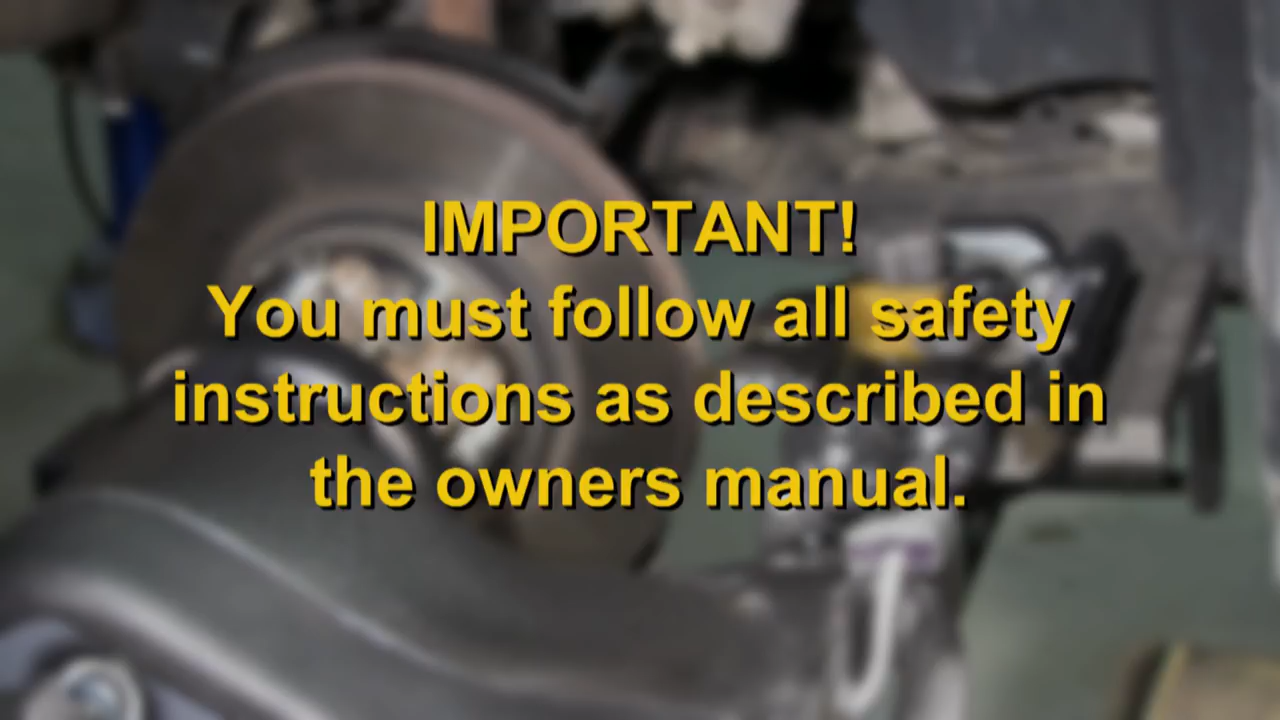 IMPORTANT!
You must follow all safety
instructions as described in
the owners manual.